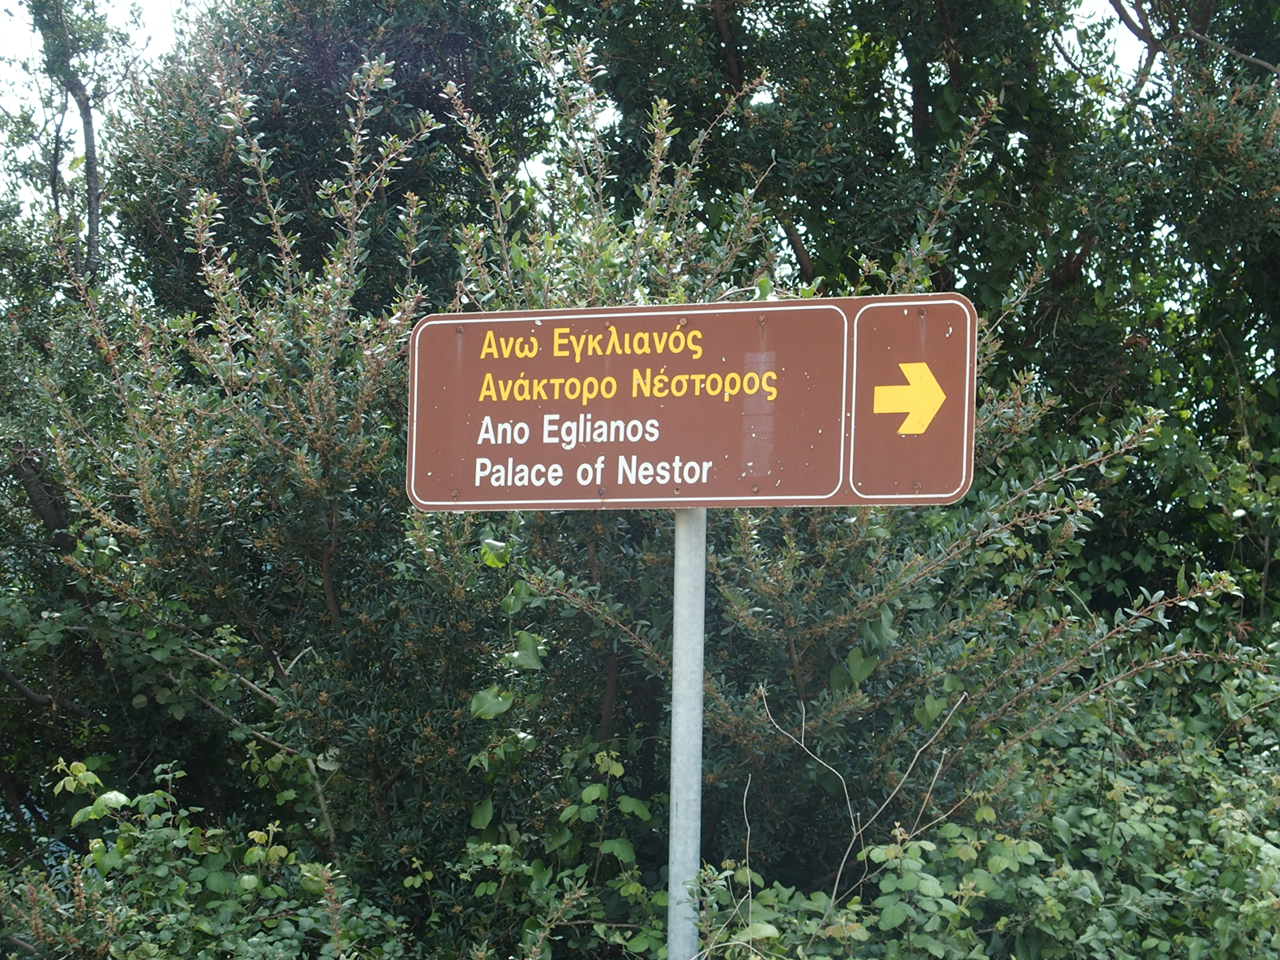 Ανω Εγκλιανός
Ανάκτορο Νέστορος
Ano Eglianos
Palace of Nestor